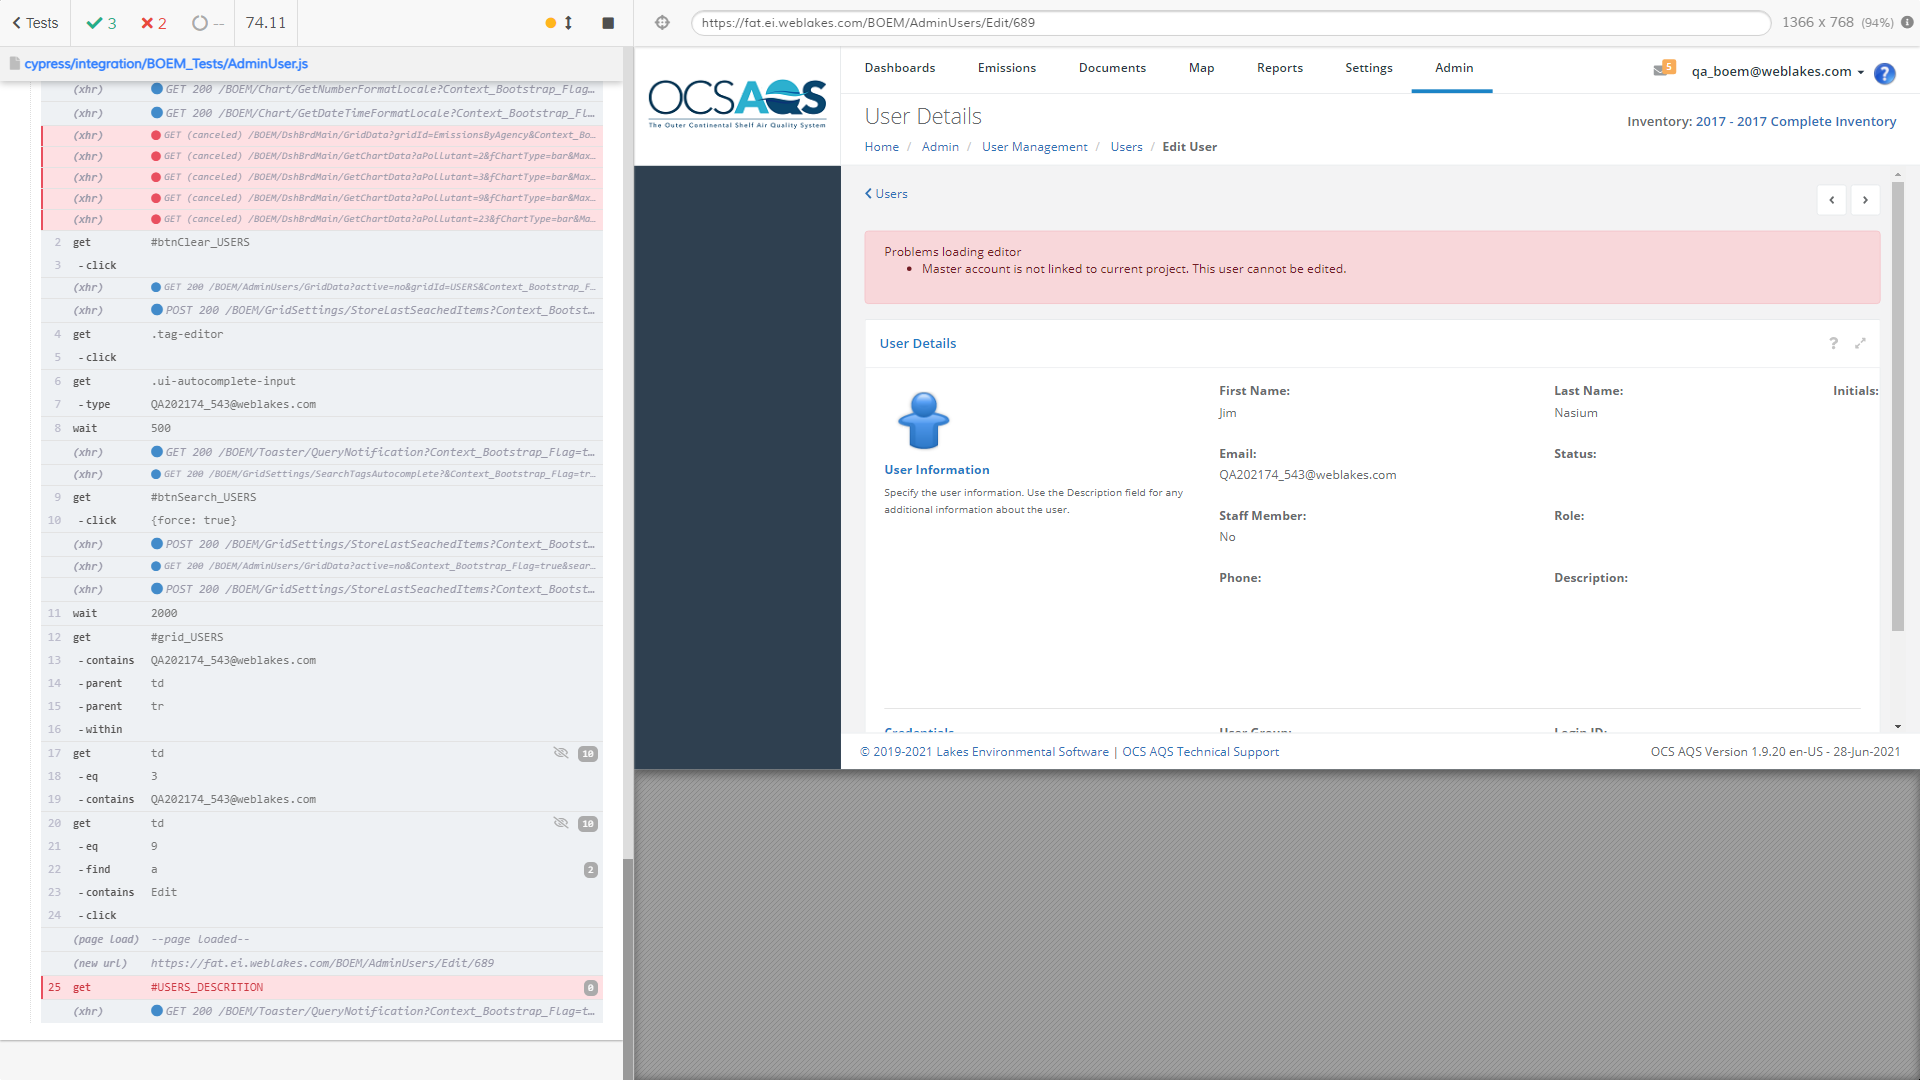 Tests
3
2
--
74.11
cypress/integration/BOEM_Tests/AdminUser.js
(xhr) GET 200 /BOEM/Chart/GetNumberFormatLocale?Context_Bootstrap_Flag…
(xhr) GET 200 /BOEM/Chart/GetDateTimeFormatLocale?Context_Bootstrap_Fl…
(xhr) GET (canceled) /BOEM/DshBrdMain/GridData?gridId=EmissionsByAgency&Context_Bo…
(xhr) GET (canceled) /BOEM/DshBrdMain/GetChartData?aPollutant=2&fChartType=bar&Max…
(xhr) GET (canceled) /BOEM/DshBrdMain/GetChartData?aPollutant=3&fChartType=bar&Max…
(xhr) GET (canceled) /BOEM/DshBrdMain/GetChartData?aPollutant=9&fChartType=bar&Max…
(xhr) GET (canceled) /BOEM/DshBrdMain/GetChartData?aPollutant=23&fChartType=bar&Ma…
2 get #btnClear_USERS
3 -click
(xhr) GET 200 /BOEM/AdminUsers/GridData?active=no&gridId=USERS&Context_Bootstrap_F…
(xhr) POST 200 /BOEM/GridSettings/StoreLastSeachedItems?Context_Bootst…
4 get .tag-editor
5 -click
6 get .ui-autocomplete-input
7 -type QA202174_543@weblakes.com
8 wait 500
(xhr) GET 200 /BOEM/Toaster/QueryNotification?Context_Bootstrap_Flag=t…
(xhr) GET 200 /BOEM/GridSettings/SearchTagsAutocomplete?&Context_Bootstrap_Flag=tr…
9 get #btnSearch_USERS
10 -click {force: true}
(xhr) POST 200 /BOEM/GridSettings/StoreLastSeachedItems?Context_Bootst…
(xhr) GET 200 /BOEM/AdminUsers/GridData?active=no&Context_Bootstrap_Flag=true&sear…
(xhr) POST 200 /BOEM/GridSettings/StoreLastSeachedItems?Context_Bootst…
11 wait 2000
12 get #grid_USERS
13 -contains QA202174_543@weblakes.com
14 -parent td
15 -parent tr
16 -within
17 get td 10
18 -eq 3
19 -contains QA202174_543@weblakes.com
20 get td 10
21 -eq 9
22 -find a 2
23 -contains Edit
24 -click
(page load) --page loaded--
(new url) https://fat.ei.weblakes.com/BOEM/AdminUsers/Edit/689
25 get #USERS_DESCRITION 0
(xhr) GET 200 /BOEM/Toaster/QueryNotification?Context_Bootstrap_Flag=t…
https://fat.ei.weblakes.com/BOEM/AdminUsers/Edit/689
1366 x 768 (94%)
OCSAQS
The Outer Continental Shelf Air Quality System
Dashboards Emissions Documents Map Reports Settings Admin
5
qa_boem@weblakes.com
?
User Details
Inventory: 2017 - 2017 Complete Inventory
Home / Admin / User Management / Users / Edit User
Users
Problems loading editor
• Master account is not linked to current project. This user cannot be edited.
User Details
?
User Information
Specify the user information. Use the Description field for any
additional information about the user.
First Name: Last Name: Initials:
Jim Nasium
Email: Status:
QA202174_543@weblakes.com
Staff Member: Role:
No
Phone: Description:
Credentials User Group: Login ID:
© 2019-2021 Lakes Environmental Software | OCS AQS Technical Support
OCS AQS Version 1.9.20 en-US - 28-Jun-2021